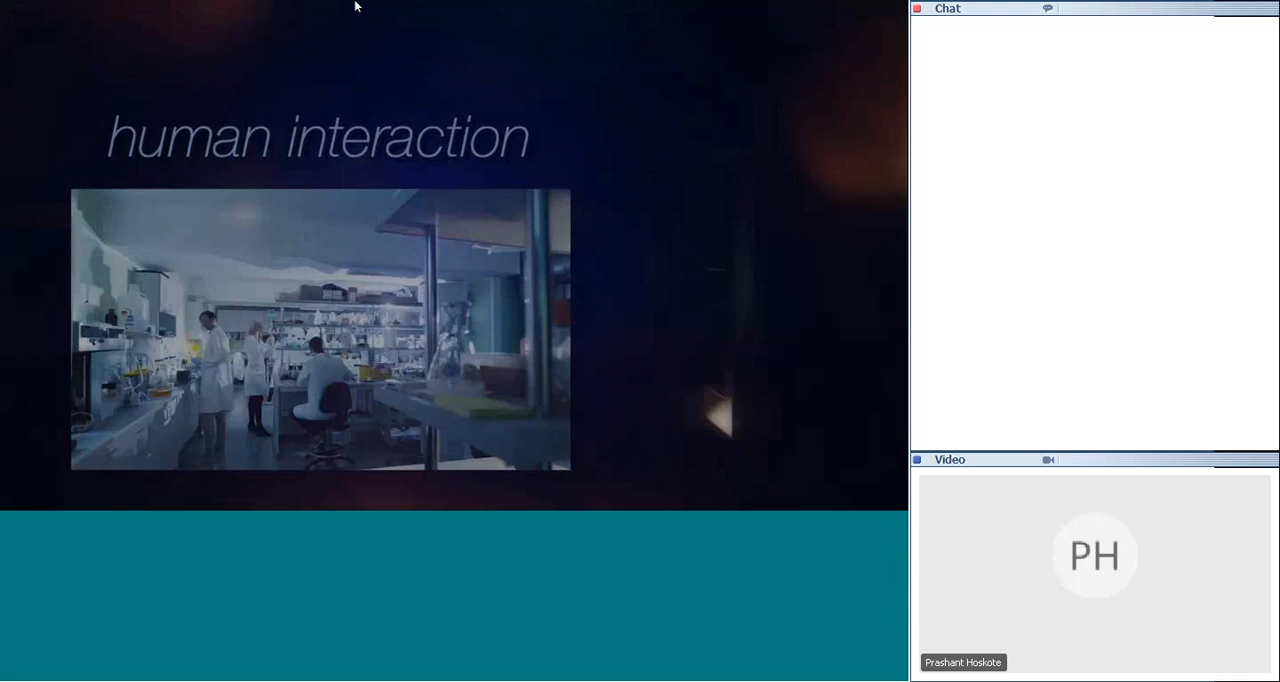 human interaction
Chat
Video
PH
Prashant Hoskote